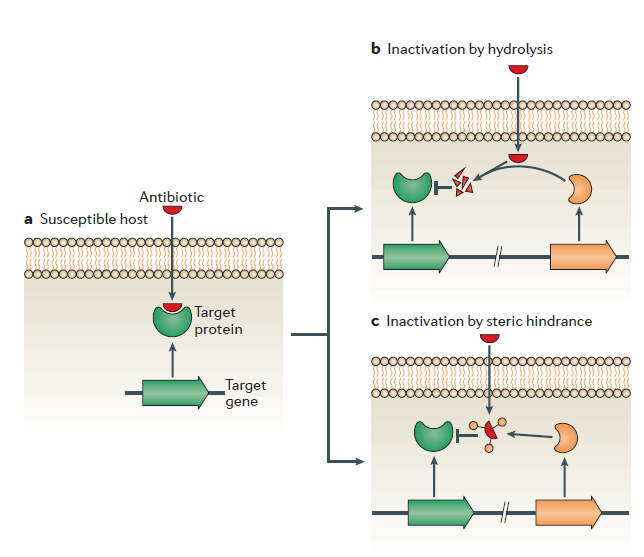 b Inactivation by hydrolysis
Antibiotic
a Susceptible host
Target
protein
Target
gene
c Inactivation by steric hindrance